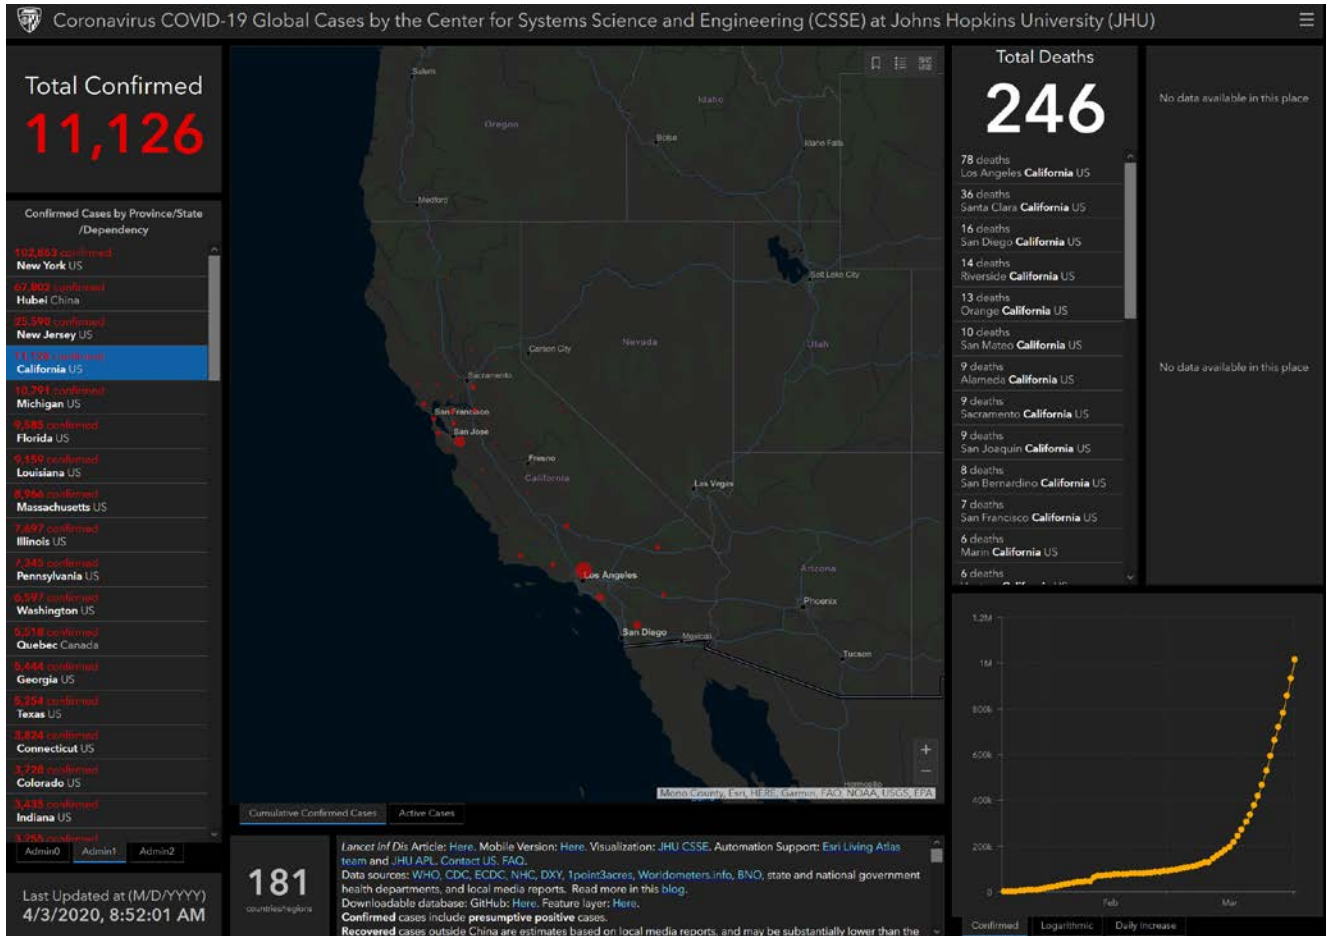 Coronavirus COVID-19 Global Cases by the Center for Systems Science and Engineering (CSSE) at Johns Hopkins University (JHU)
Total Confirmed
11,126
Confirmed Cases by Province/State
/Dependency
102,863 confirmed
New York US
67,802 confirmed
Hubei China
25,590 confirmed
New Jersey US
11,126 confirmed
California US
10,791 confirmed
Michigan US
9,585 confirmed
Florida US
9,159 confirmed
Louisiana US
8,966 confirmed
Massachusetts US
7,697 confirmed
Illinois US
7,345 confirmed
Pennsylvania US
6,597 confirmed
Washington US
5,518 confirmed
Quebec Canada
5,444 confirmed
Georgia US
5,254 confirmed
Texas US
3,824 confirmed
Connecticut US
3,728 confirmed
Colorado US
3,435 confirmed
Indiana US
3,255 confirmed
Admin0 Admin1 Admin2
Last Updated at (M/D/YYYY)
4/3/2020, 8:52:01 AM
Salem
Idaho
Oregon
Boise
Idaho Falls
Medford
Salt Lake City
Carson City
Nevada
Utah
Sacramento
San Francisco
San Jose
Fresno
California
Las Vegas
Los Angeles
Arizona
Phoenix
San Diego
Mexicali
Tucson
Hermosillo
Mono County, Esri, HERE, Garmin, FAO, NOAA, USGS, EPA
Cumulative Confirmed Cases Active Cases
181
countries/regions
Lancet Inf Dis Article: Here. Mobile Version: Here. Visualization: JHU CSSE. Automation Support: Esri Living Atlas
team and JHU APL. Contact US. FAQ.
Data sources: WHO, CDC, ECDC, NHC, DXY, 1point3acres, Worldometers.info, BNO, state and national government
health departments, and local media reports. Read more in this blog.
Downloadable database: GitHub: Here. Feature layer: Here.
Confirmed cases include presumptive positive cases.
Recovered cases outside China are estimates based on local media reports, and may be substantially lower than the
Total Deaths
246
78 deaths
Los Angeles California US
36 deaths
Santa Clara California US
16 deaths
San Diego California US
14 deaths
Riverside California US
13 deaths
Orange California US
10 deaths
San Mateo California US
9 deaths
Alameda California US
9 deaths
Sacramento California US
9 deaths
San Joaquin California US
8 deaths
San Bernardino California US
7 deaths
San Francisco California US
6 deaths
Marin California US
6 deaths
No data available in this place
No data available in this place
1.2M
1M
800k
600k
400k
200k
0
Feb Mar
Confirmed Logarithmic Daily Increase